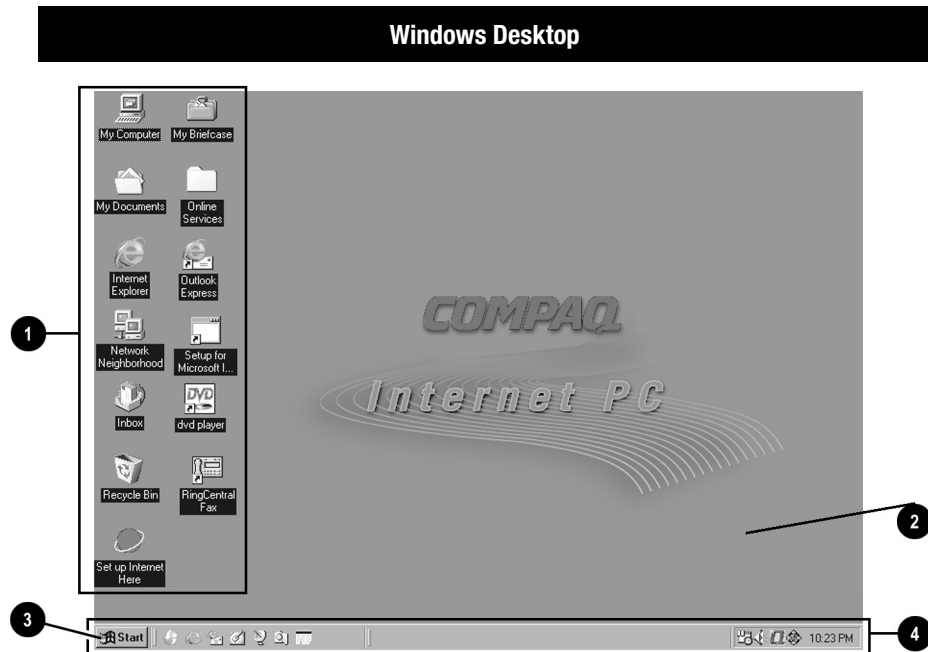 Windows Desktop
My Computer
My Briefcase
My Documents
Online
Services
Internet
Explorer
Outlook
Express
Network
Neighborhood
Setup for
Microsoft I...
Inbox
DVD
dvd player
Recycle Bin
RingCentral
Fax
Set up Internet
Here
COMPAQ
Internet PC
1
2
3
Start
10:23 PM
4